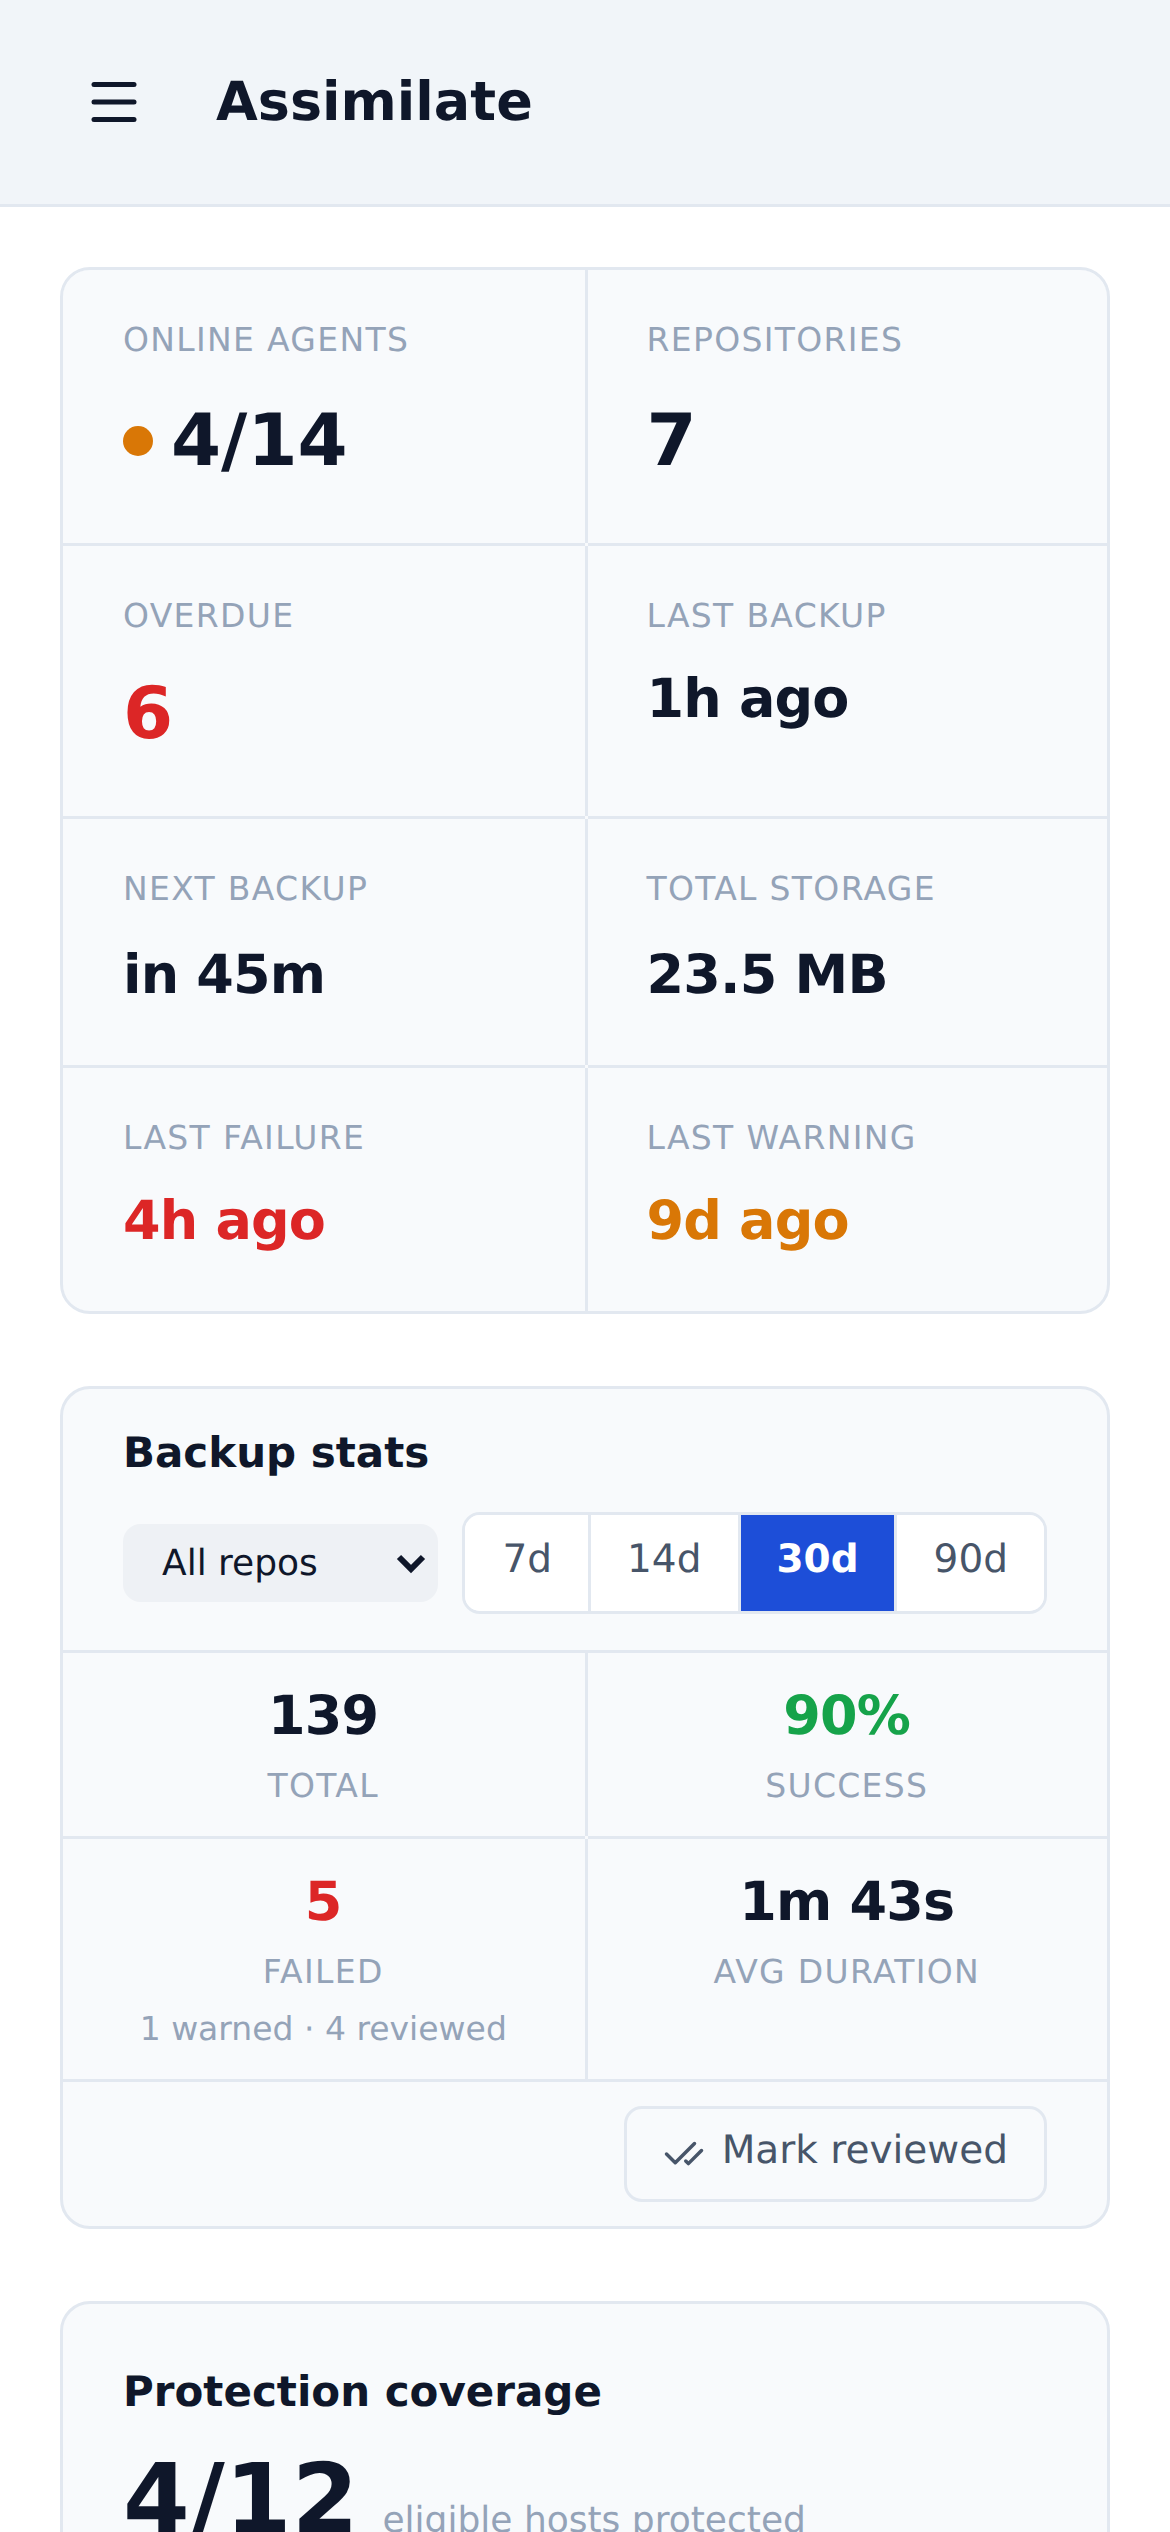 Assimilate
ONLINE AGENTS
4/14
REPOSITORIES
7
OVERDUE
6
LAST BACKUP
1h ago
NEXT BACKUP
in 45m
TOTAL STORAGE
23.5 MB
LAST FAILURE
4h ago
LAST WARNING
9d ago
Backup stats
All repos
7d
14d
30d
90d
139
TOTAL
90%
SUCCESS
5
FAILED
1 warned · 4 reviewed
1m 43s
AVG DURATION
Mark reviewed
Protection coverage
4/12 eligible hosts protected